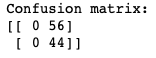 Confusion matrix:
[[ 0 56]
 [ 0 44]]